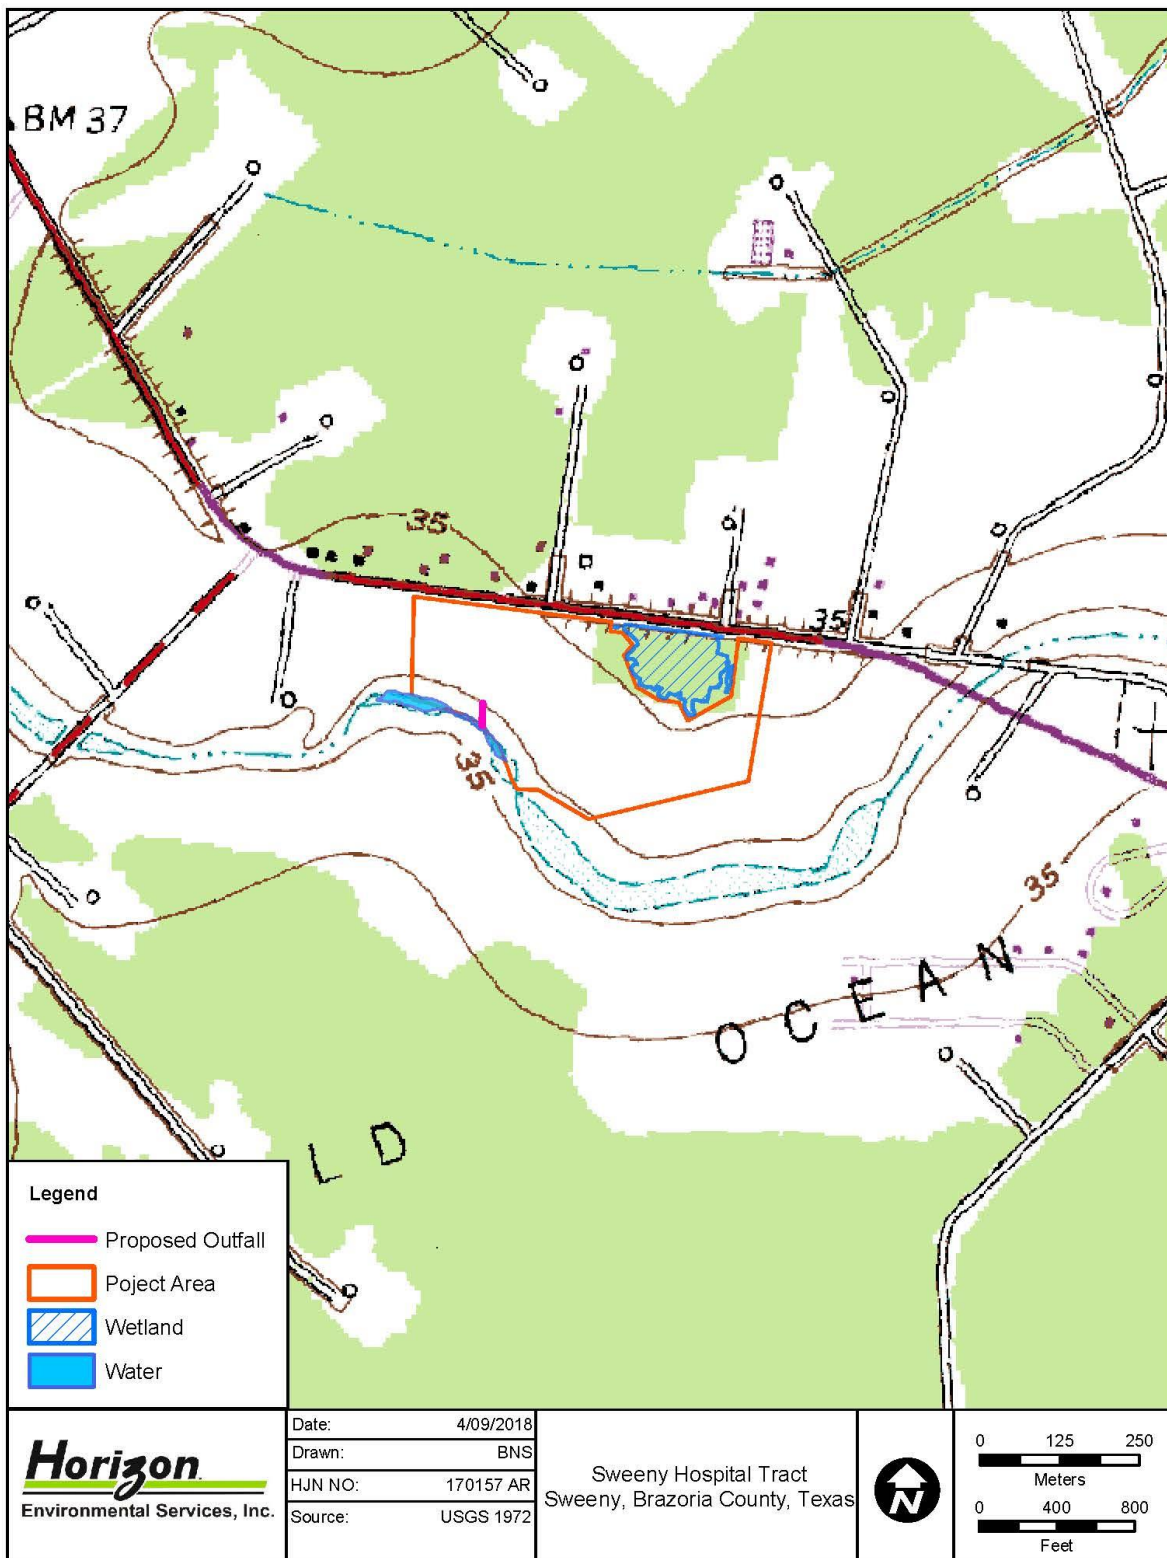 BM 37
35
35
35
35
OCEAN
LD
Legend
Proposed Outfall
Poject Area
Wetland
Water
Horizon
Environmental Services, Inc.
Date: 4/09/2018
Drawn: BNS
HJN NO: 170157 AR
Source: USGS 1972
Sweeny Hospital Tract
Sweeny, Brazoria County, Texas
N
0 125 250
Meters
0 400 800
Feet